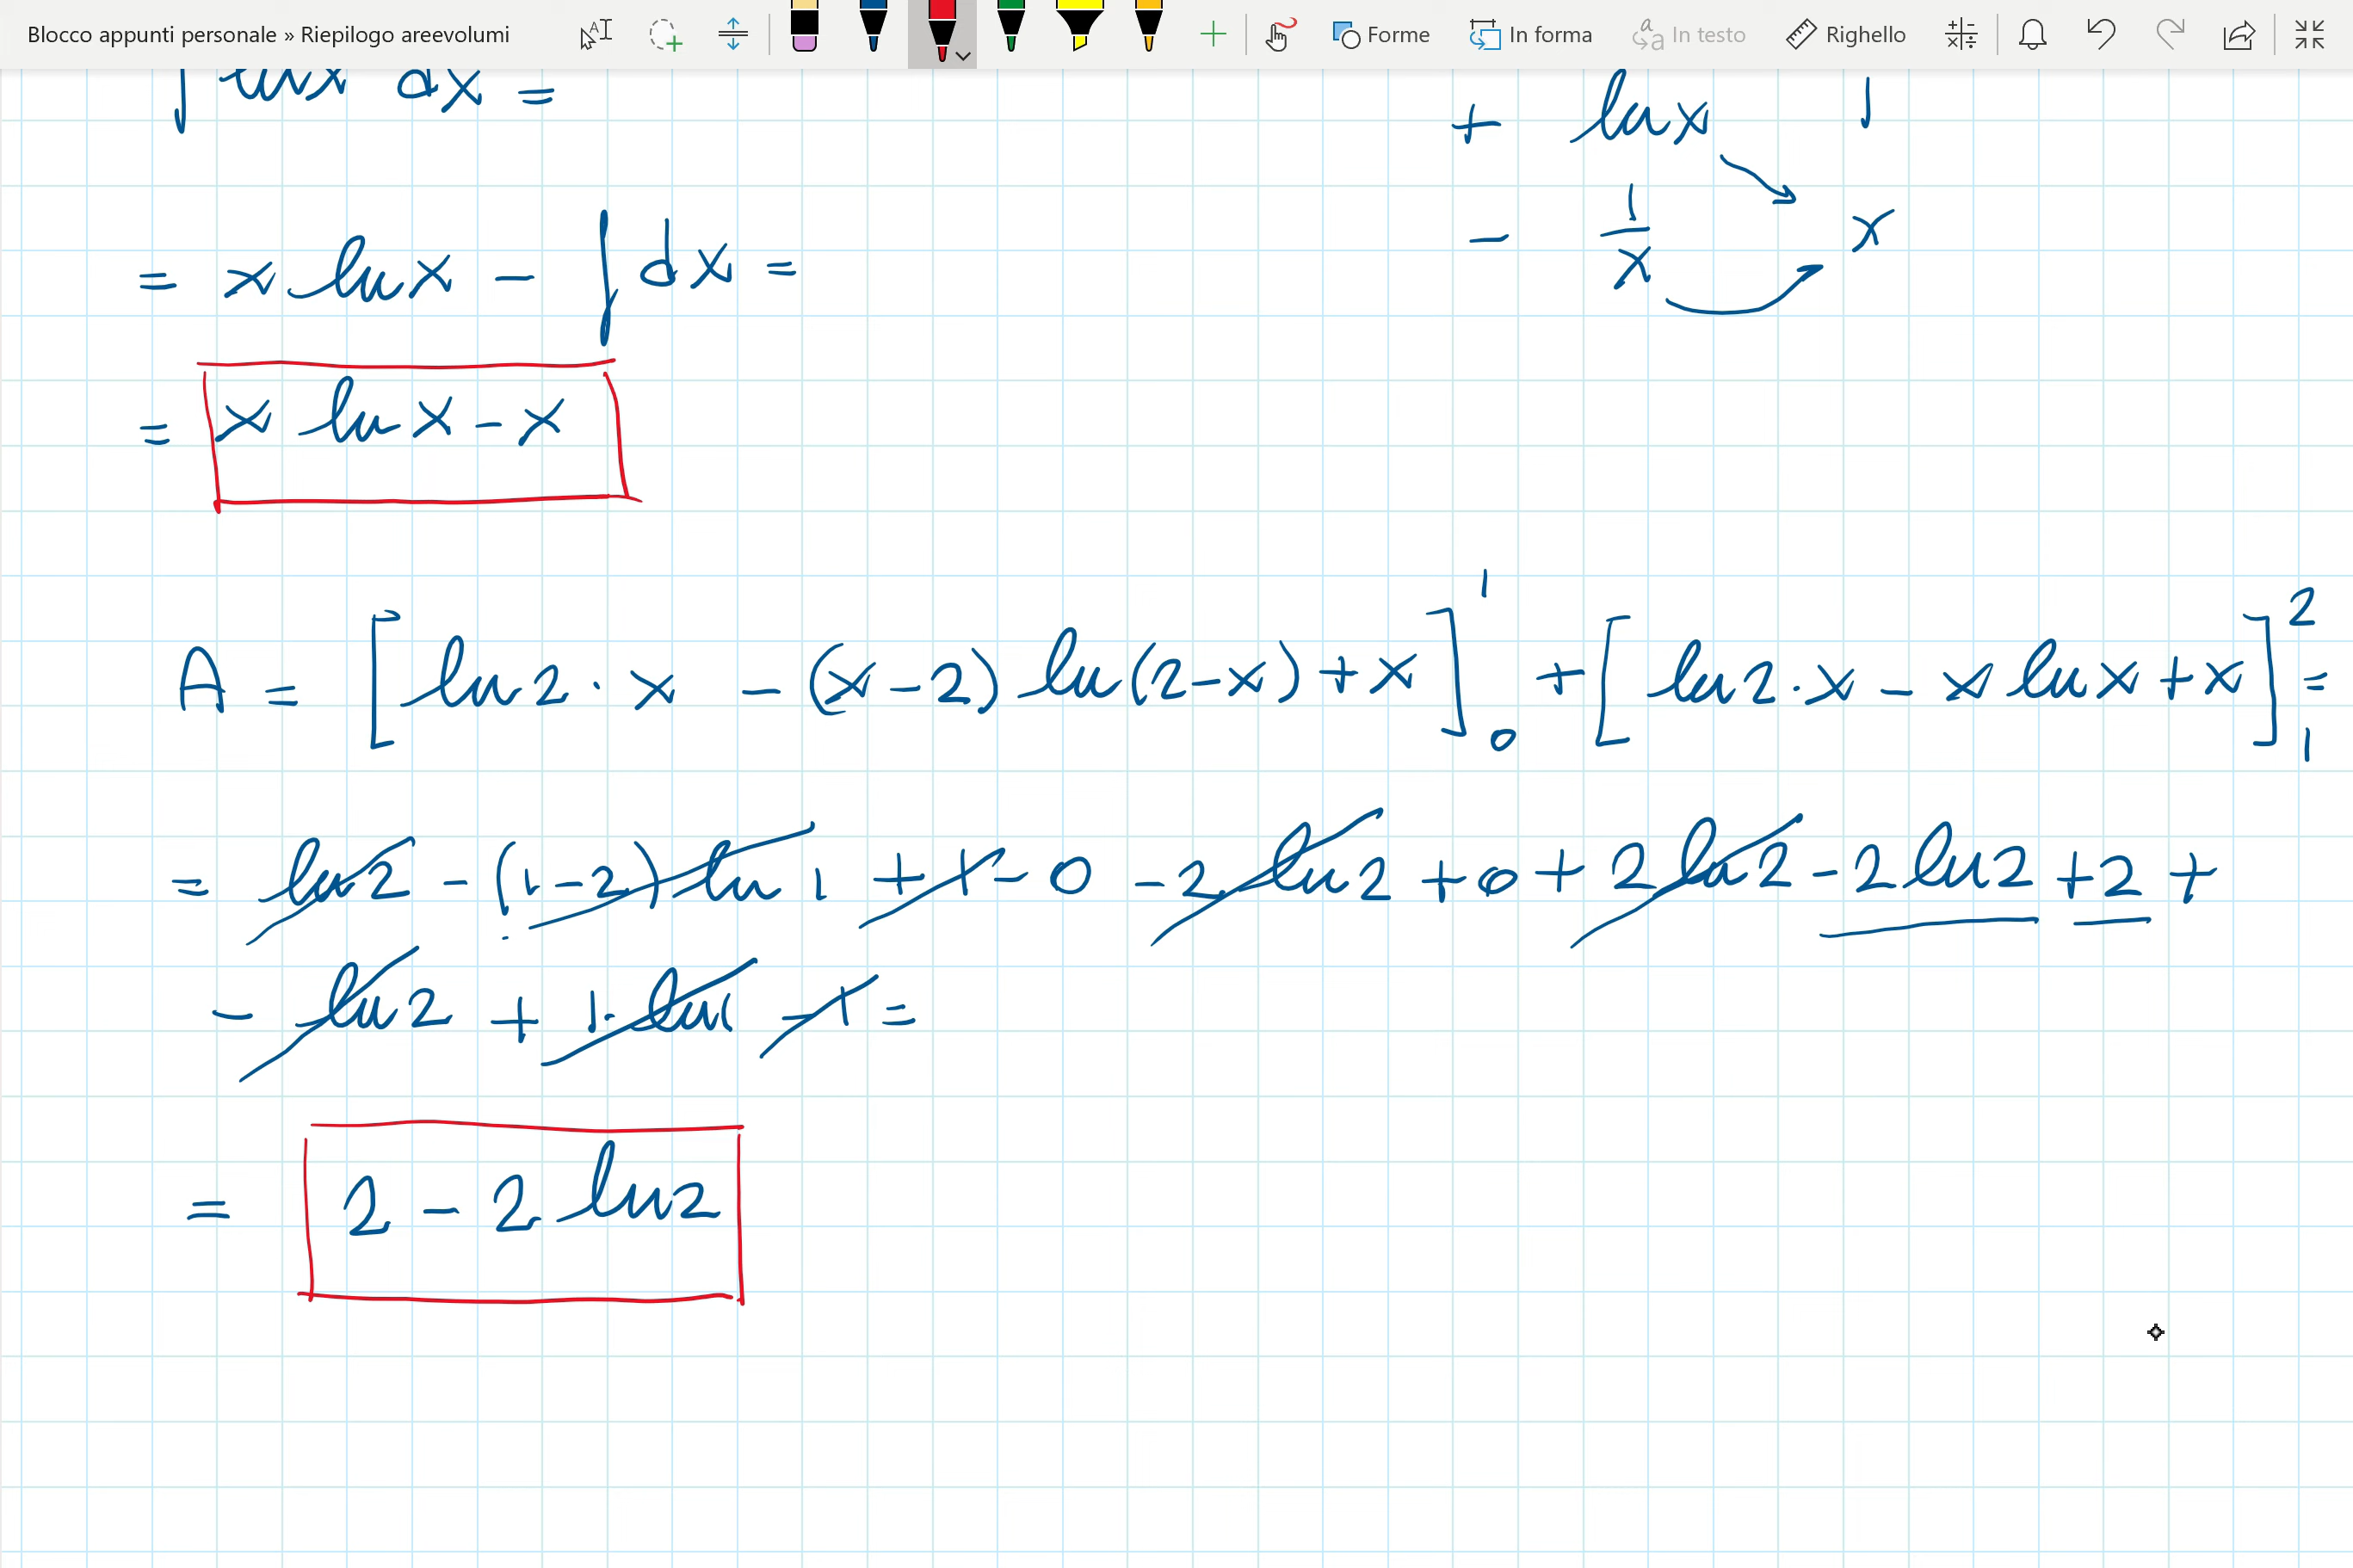 Blocco appunti personale » Riepilogo areevolumi Forme In forma In testo Righello
∫ ln x dx =
+ ln x 1
= x ln x - ∫ dx =
- 1/x x
= x ln x - x
A = [ ln 2 · x - (x - 2) ln (2 - x) + x ]₀¹ + [ ln 2 · x - x ln x + x ]₁² =
= ln 2 - (1 - 2) ln 1 + 1 - 0 - 2 ln 2 + 0 + 2 ln 2 - 2 ln 2 + 2 +
- ln 2 + 1 · ln 1 - 1 =
= 2 - 2 ln 2